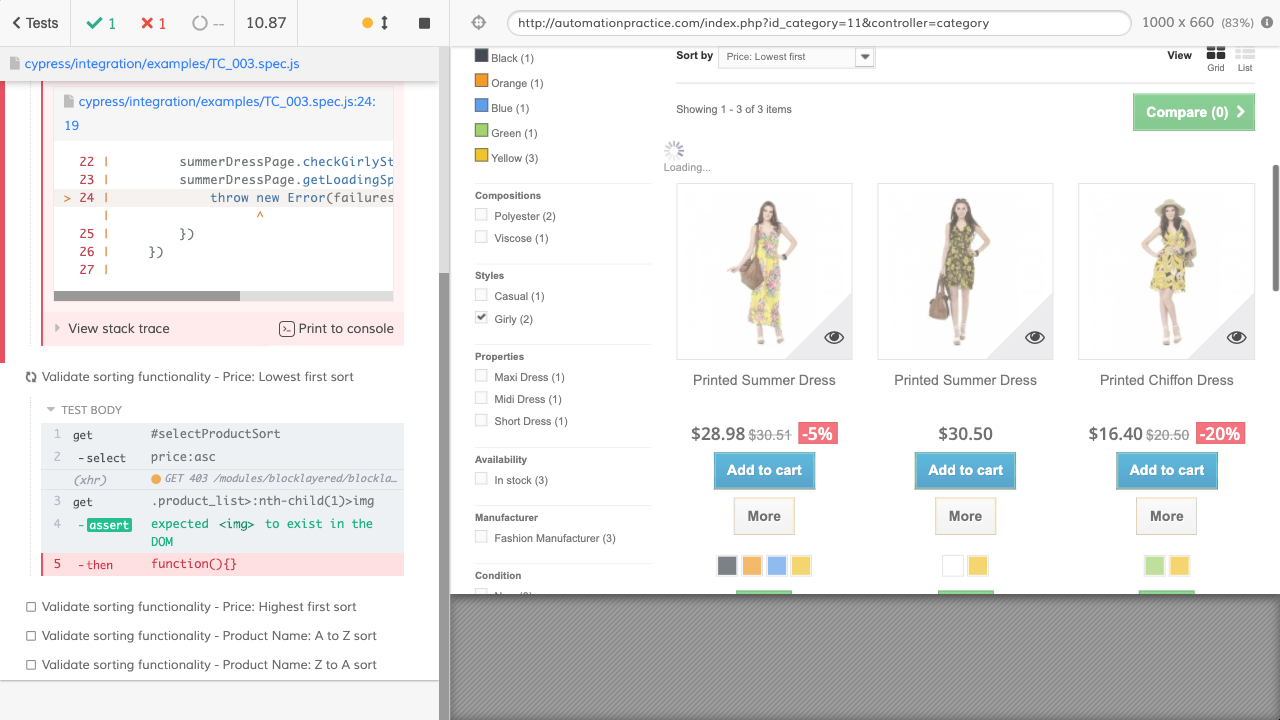 Tests
1
1
--
10.87
http://automationpractice.com/index.php?id_category=11&controller=category
1000 x 660 (83%)
cypress/integration/examples/TC_003.spec.js
cypress/integration/examples/TC_003.spec.js:24:
19
22 | summerDressPage.checkGirlySt
23 | summerDressPage.getLoadingSp
> 24 | throw new Error(failures
| ^
25 | })
26 | })
27 |
View stack trace
Print to console
Validate sorting functionality - Price: Lowest first sort
TEST BODY
1 get #selectProductSort
2 - select price:asc
(xhr) GET 403 /modules/blocklayered/blockla…
3 get .product_list>:nth-child(1)>img
4 - assert expected <img> to exist in the
DOM
5 - then function(){}
Validate sorting functionality - Price: Highest first sort
Validate sorting functionality - Product Name: A to Z sort
Validate sorting functionality - Product Name: Z to A sort
Black (1)
Orange (1)
Blue (1)
Green (1)
Yellow (3)
Compositions
Polyester (2)
Viscose (1)
Styles
Casual (1)
Girly (2)
Properties
Maxi Dress (1)
Midi Dress (1)
Short Dress (1)
Availability
In stock (3)
Manufacturer
Fashion Manufacturer (3)
Condition
Sort by Price: Lowest first
View
Grid
List
Showing 1 - 3 of 3 items
Compare (0)
Loading...
Printed Summer Dress
$28.98 $30.51 -5%
Add to cart
More
Printed Summer Dress
$30.50
Add to cart
More
Printed Chiffon Dress
$16.40 $20.50 -20%
Add to cart
More